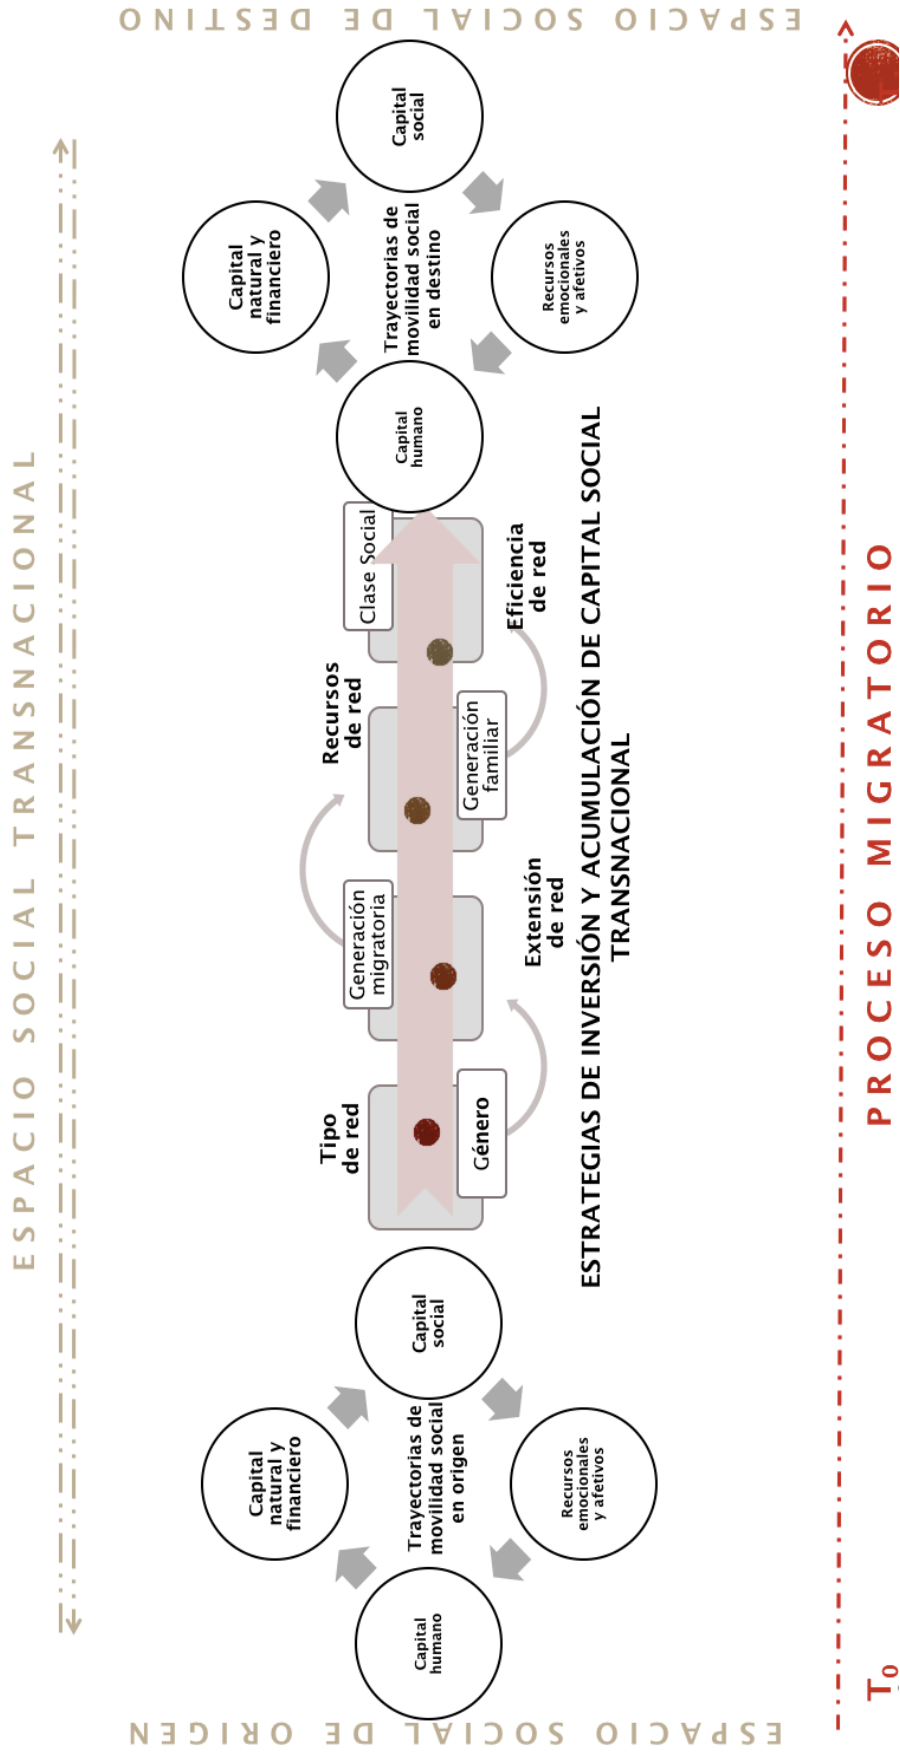 ESPACIO SOCIAL TRANSNACIONAL
ESPACIO SOCIAL DE ORIGEN
Capital
natural y
financiero
Capital
humano
Trayectorias de
movilidad social
en origen
Capital
social
Recursos
emocionales
y afetivos
Tipo
de red
Género
Generación
migratoria
Extensión
de red
Recursos
de red
Generación
familiar
Clase Social
Eficiencia
de red
ESTRATEGIAS DE INVERSIÓN Y ACUMULACIÓN DE CAPITAL SOCIAL
TRANSNACIONAL
Capital
natural y
financiero
Capital
humano
Trayectorias de
movilidad social
en destino
Capital
social
Recursos
emocionales
y afetivos
ESPACIO SOCIAL DE DESTINO
T0
PROCESO MIGRATORIO